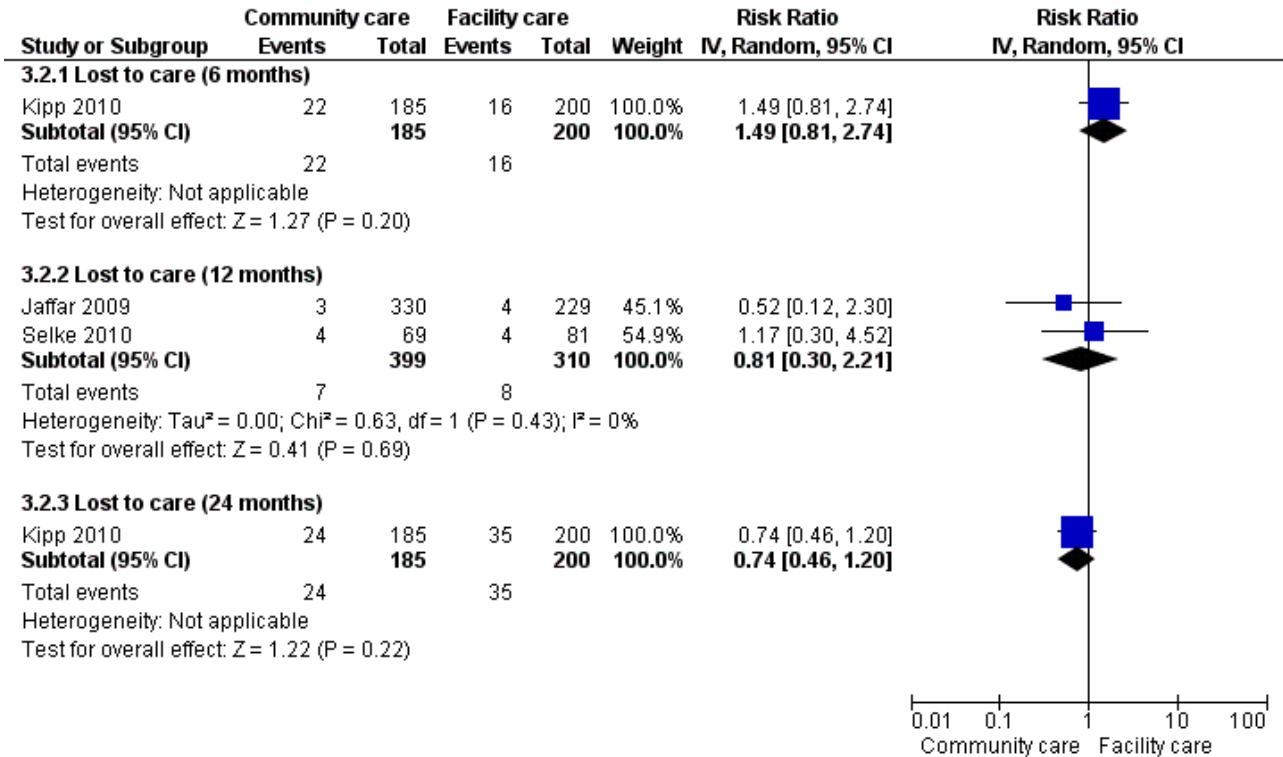 Community care Facility care Risk Ratio Risk Ratio
Study or Subgroup Events Total Events Total Weight IV, Random, 95% CI IV, Random, 95% CI
3.2.1 Lost to care (6 months)
Kipp 2010 22 185 16 200 100.0% 1.49 [0.81, 2.74]
Subtotal (95% CI) 185 200 100.0% 1.49 [0.81, 2.74]
Total events 22 16
Heterogeneity: Not applicable
Test for overall effect: Z = 1.27 (P = 0.20)
3.2.2 Lost to care (12 months)
Jaffar 2009 3 330 4 229 45.1% 0.52 [0.12, 2.30]
Selke 2010 4 69 4 81 54.9% 1.17 [0.30, 4.52]
Subtotal (95% CI) 399 310 100.0% 0.81 [0.30, 2.21]
Total events 7 8
Heterogeneity: Tau² = 0.00; Chi² = 0.63, df = 1 (P = 0.43); I² = 0%
Test for overall effect: Z = 0.41 (P = 0.69)
3.2.3 Lost to care (24 months)
Kipp 2010 24 185 35 200 100.0% 0.74 [0.46, 1.20]
Subtotal (95% CI) 185 200 100.0% 0.74 [0.46, 1.20]
Total events 24 35
Heterogeneity: Not applicable
Test for overall effect: Z = 1.22 (P = 0.22)
0.01 0.1 1 10 100
Community care Facility care